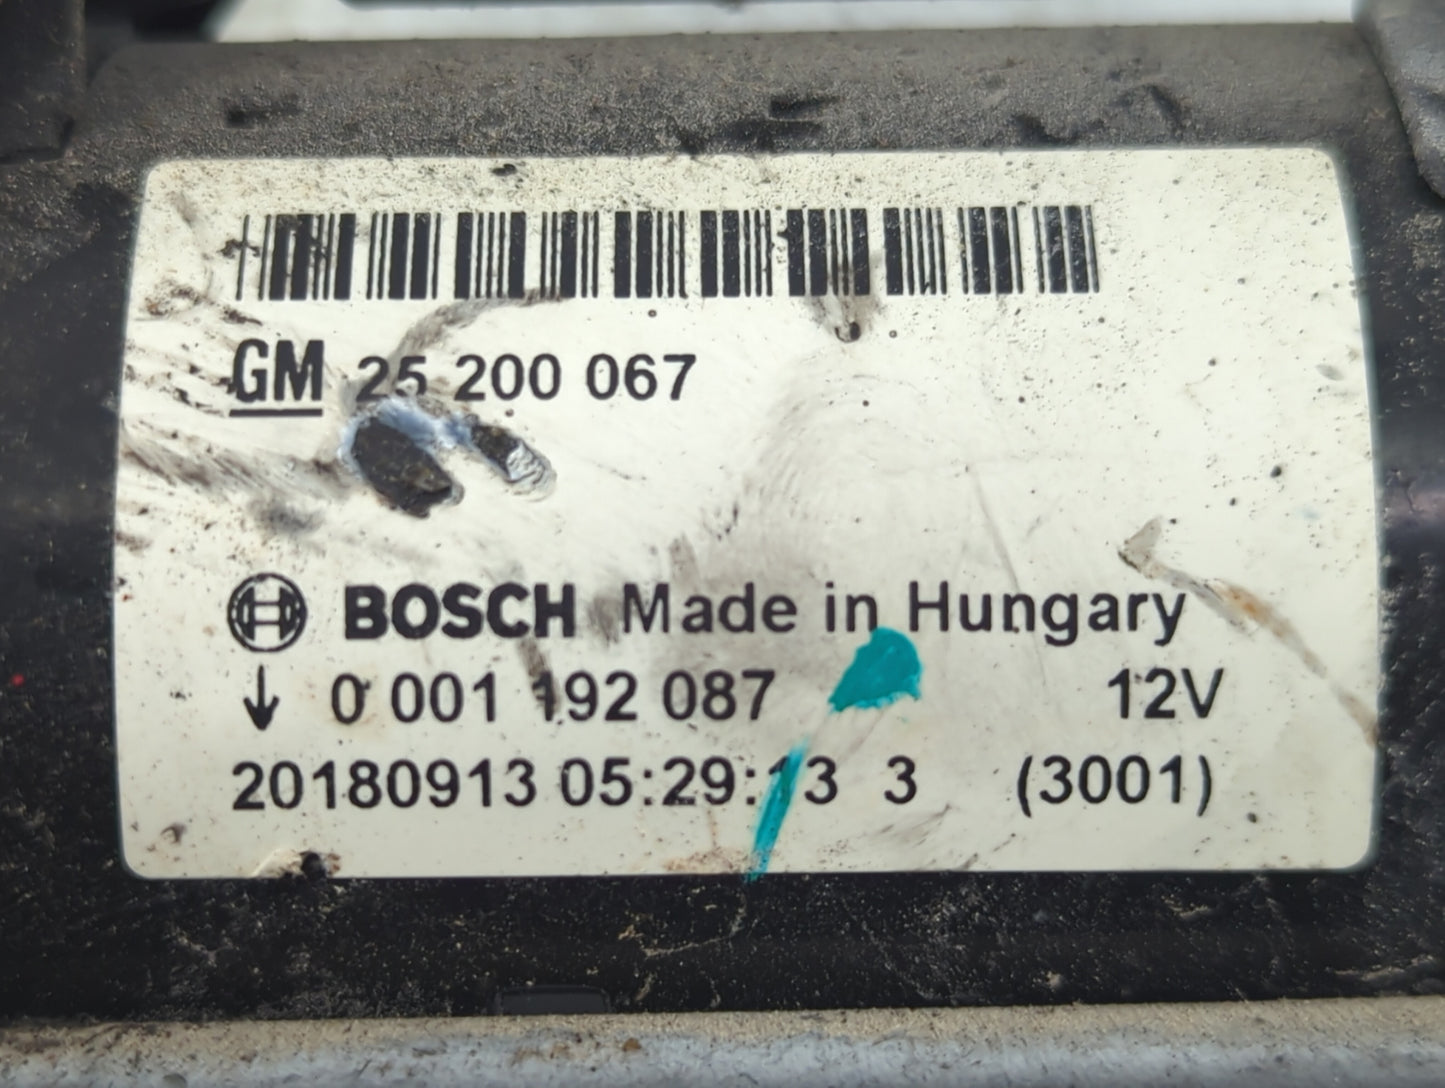 GM 25 200 067
BOSCH Made in Hungary
↓ 0 001 192 087 12V
20180913 05:29:13 3 (3001)